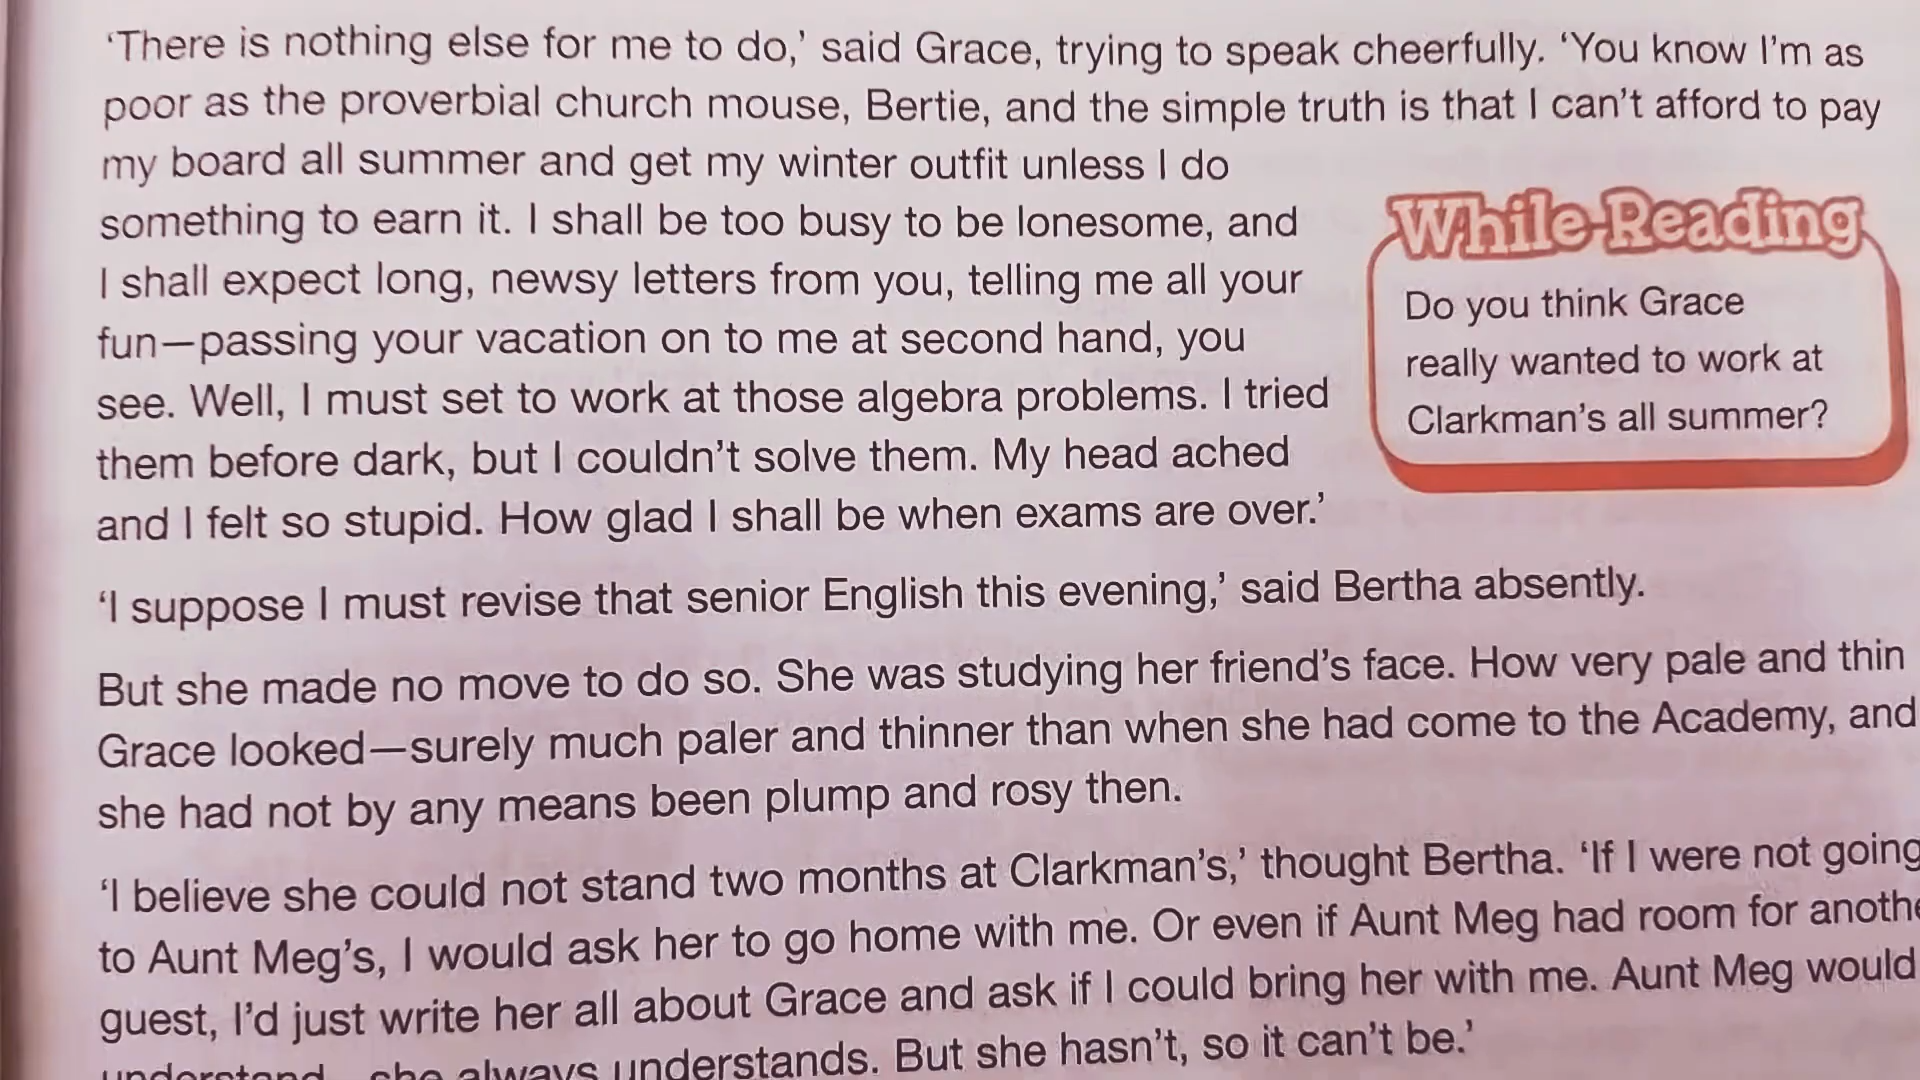 ‘There is nothing else for me to do,’ said Grace, trying to speak cheerfully. ‘You know I’m as
poor as the proverbial church mouse, Bertie, and the simple truth is that I can’t afford to pay
my board all summer and get my winter outfit unless I do
something to earn it. I shall be too busy to be lonesome, and
I shall expect long, newsy letters from you, telling me all your
fun—passing your vacation on to me at second hand, you
see. Well, I must set to work at those algebra problems. I tried
them before dark, but I couldn’t solve them. My head ached
and I felt so stupid. How glad I shall be when exams are over.’
While-Reading
Do you think Grace
really wanted to work at
Clarkman’s all summer?
‘I suppose I must revise that senior English this evening,’ said Bertha absently.
But she made no move to do so. She was studying her friend’s face. How very pale and thin
Grace looked—surely much paler and thinner than when she had come to the Academy, and
she had not by any means been plump and rosy then.
‘I believe she could not stand two months at Clarkman’s,’ thought Bertha. ‘If I were not going
to Aunt Meg’s, I would ask her to go home with me. Or even if Aunt Meg had room for anothe
guest, I’d just write her all about Grace and ask if I could bring her with me. Aunt Meg would
understand—she always understands. But she hasn’t, so it can’t be.’